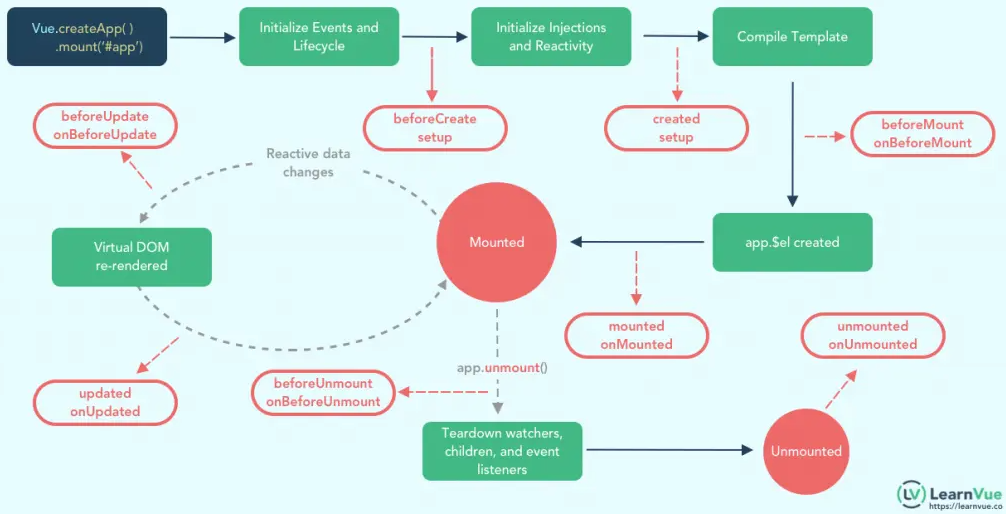 Vue.createApp( )
.mount('#app')
Initialize Events and
Lifecycle
Initialize Injections
and Reactivity
Compile Template
beforeUpdate
onBeforeUpdate
beforeCreate
setup
created
setup
beforeMount
onBeforeMount
Reactive data
changes
Virtual DOM
re-rendered
Mounted
app.$el created
mounted
onMounted
unmounted
onUnmounted
app.unmount()
beforeUnmount
onBeforeUnmount
updated
onUpdated
Teardown watchers,
children, and event
listeners
Unmounted
LV LearnVue
https://learnvue.co